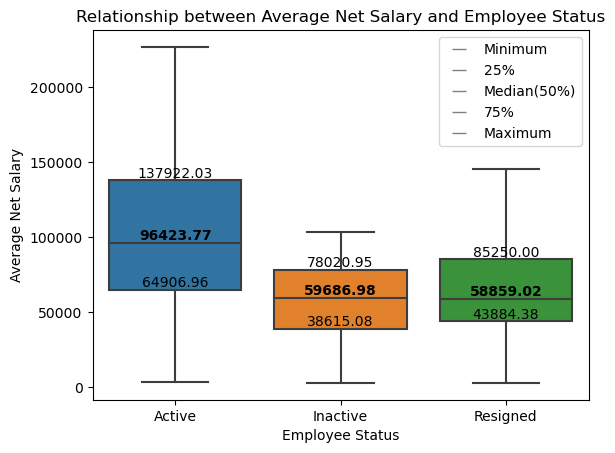 Relationship between Average Net Salary and Employee Status
Minimum
25%
Median(50%)
75%
Maximum
Average Net Salary
200000
150000
100000
50000
0
137922.03
96423.77
64906.96
78020.95
59686.98
38615.08
85250.00
58859.02
43884.38
Active
Inactive
Resigned
Employee Status